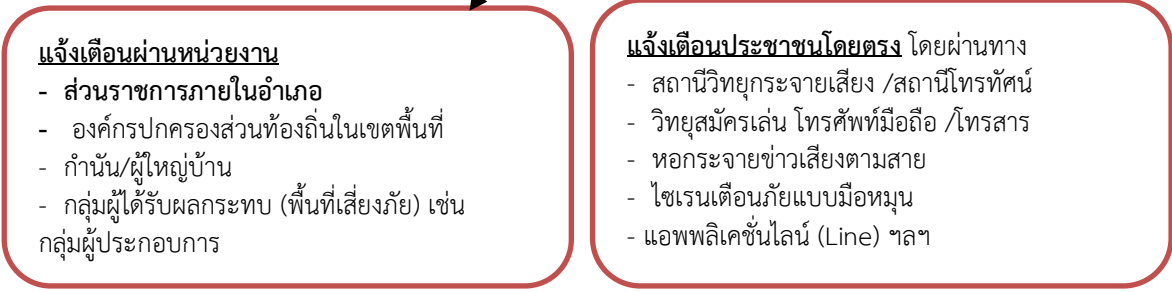 แจ้งเตือนผ่านหน่วยงาน
- ส่วนราชการภายในอำเภอ
- องค์กรปกครองส่วนท้องถิ่นในเขตพื้นที่
- กำนัน/ผู้ใหญ่บ้าน
- กลุ่มผู้ได้รับผลกระทบ (พื้นที่เสี่ยงภัย) เช่น
กลุ่มผู้ประกอบการ
แจ้งเตือนประชาชนโดยตรง โดยผ่านทาง
- สถานีวิทยุกระจายเสียง /สถานีโทรทัศน์
- วิทยุสมัครเล่น โทรศัพท์มือถือ /โทรสาร
- หอกระจายข่าวเสียงตามสาย
- ไซเรนเตือนภัยแบบมือหมุน
- แอพพลิเคชั่นไลน์ (Line) ฯลฯ